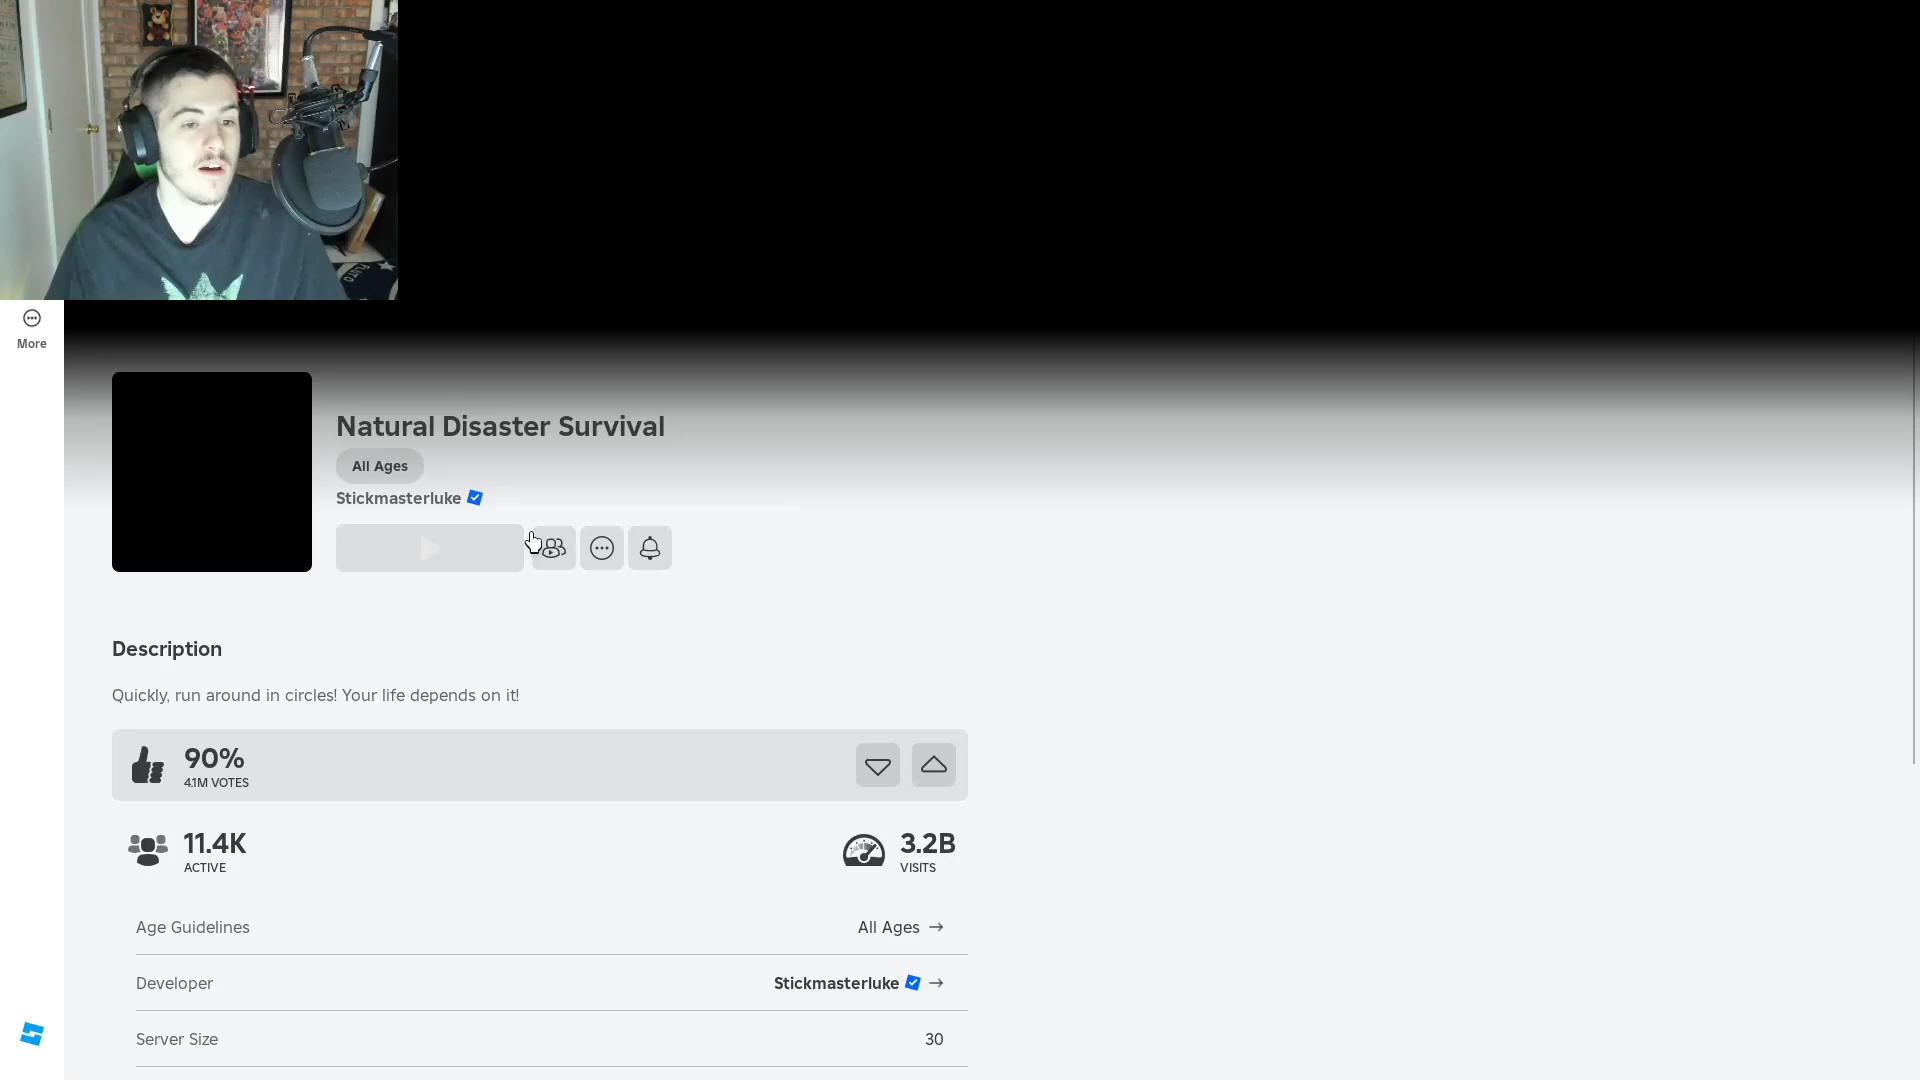 PLUTO
More
Natural Disaster Survival
All Ages
Stickmasterluke
Description
Quickly, run around in circles! Your life depends on it!
90%
4.1M VOTES
11.4K
ACTIVE
3.2B
VISITS
Age Guidelines
All Ages
Developer
Stickmasterluke
Server Size
30